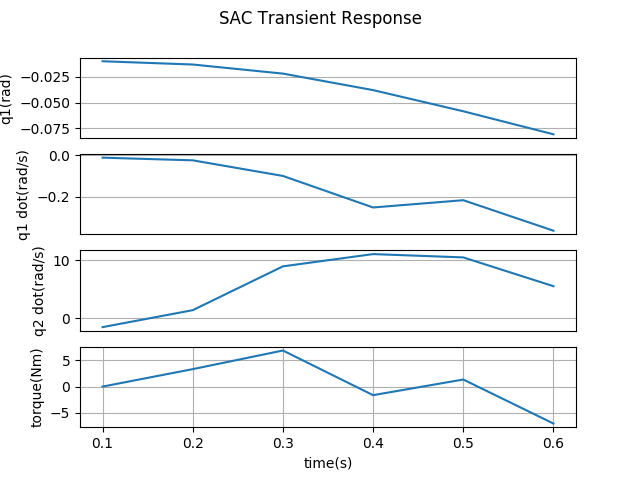 SAC Transient Response
q1(rad)
−0.025
−0.050
−0.075
q1 dot(rad/s)
0.0
−0.2
q2 dot(rad/s)
10
0
torque(Nm)
5
0
−5
0.1 0.2 0.3 0.4 0.5 0.6
time(s)